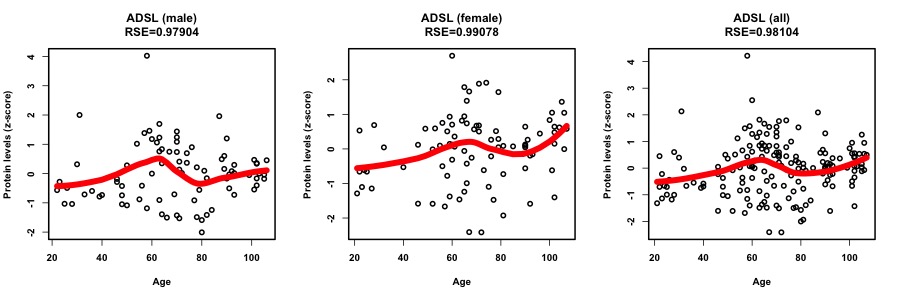 ADSL (male)
RSE=0.97904
Protein levels (z-score)
4
3
2
1
0
-1
-2
20 40 60 80 100
Age
ADSL (female)
RSE=0.99078
Protein levels (z-score)
2
1
0
-1
-2
20 40 60 80 100
Age
ADSL (all)
RSE=0.98104
Protein levels (z-score)
4
3
2
1
0
-1
-2
20 40 60 80 100
Age